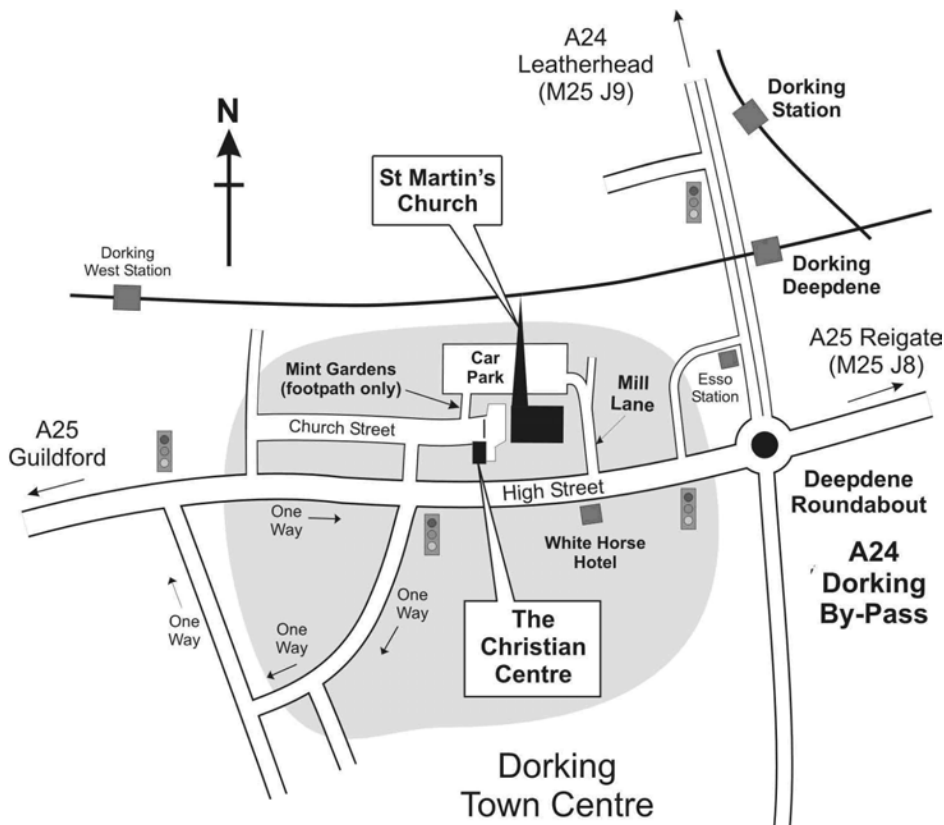 A24
Leatherhead
(M25 J9)
Dorking
Station
N
St Martin's
Church
Dorking
West Station
Dorking
Deepdene
A25 Reigate
(M25 J8)
Mint Gardens
(footpath only)
Car
Park
Mill
Lane
Esso
Station
A25
Guildford
Church Street
High Street
Deepdene
Roundabout
One
Way
White Horse
Hotel
A24
Dorking
By-Pass
One
Way
One
Way
One
Way
The
Christian
Centre
Dorking
Town Centre